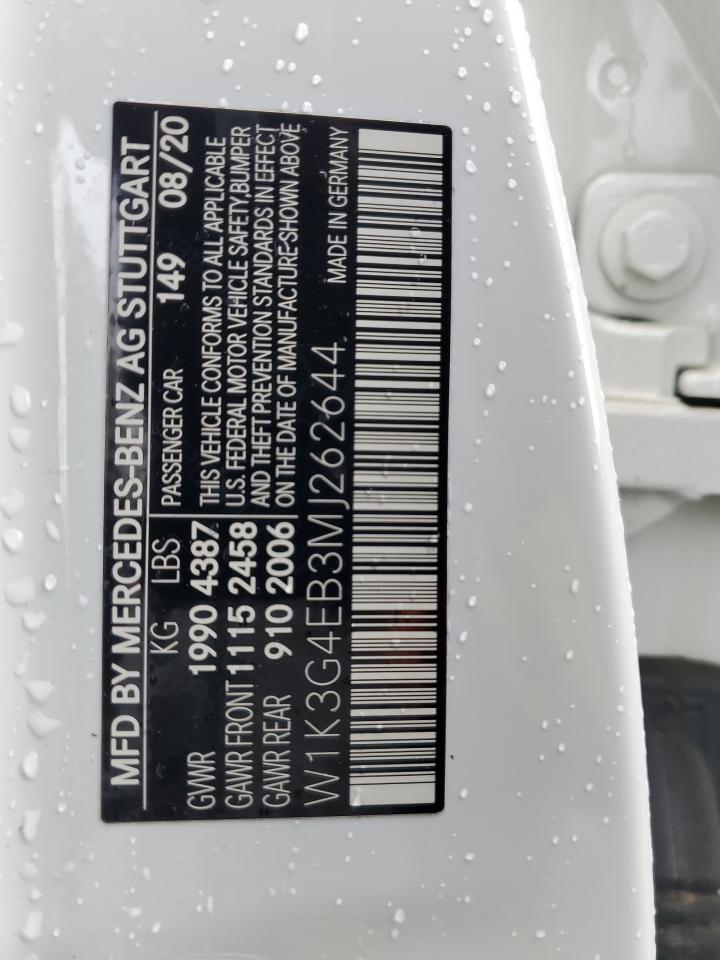 MFD BY MERCEDES-BENZ AG STUTTGART
KG LBS PASSENGER CAR 149 08/20
GVWR 1990 4387 THIS VEHICLE CONFORMS TO ALL APPLICABLE
GAWR FRONT 1115 2458 U.S. FEDERAL MOTOR VEHICLE SAFETY, BUMPER
GAWR REAR 910 2006 AND THEFT PREVENTION STANDARDS IN EFFECT
ON THE DATE OF MANUFACTURE SHOWN ABOVE
W1K3G4EB3MJ262644 MADE IN GERMANY